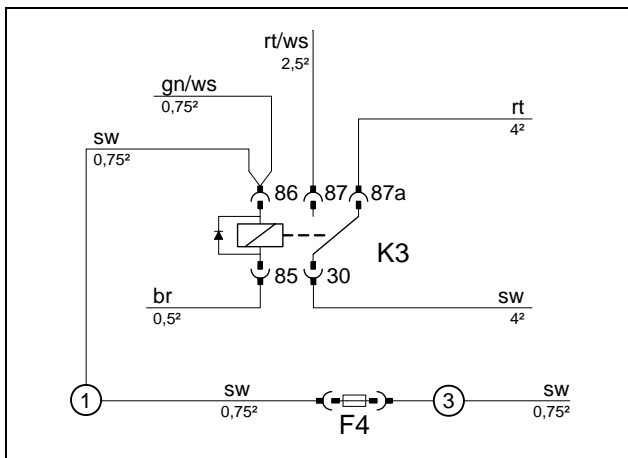 rt/ws
2,5²
gn/ws
0,75²
rt
4²
sw
0,75²
86 87 87a
K3
85 30
br
0,5²
sw
4²
1
sw
0,75²
F4
3
sw
0,75²